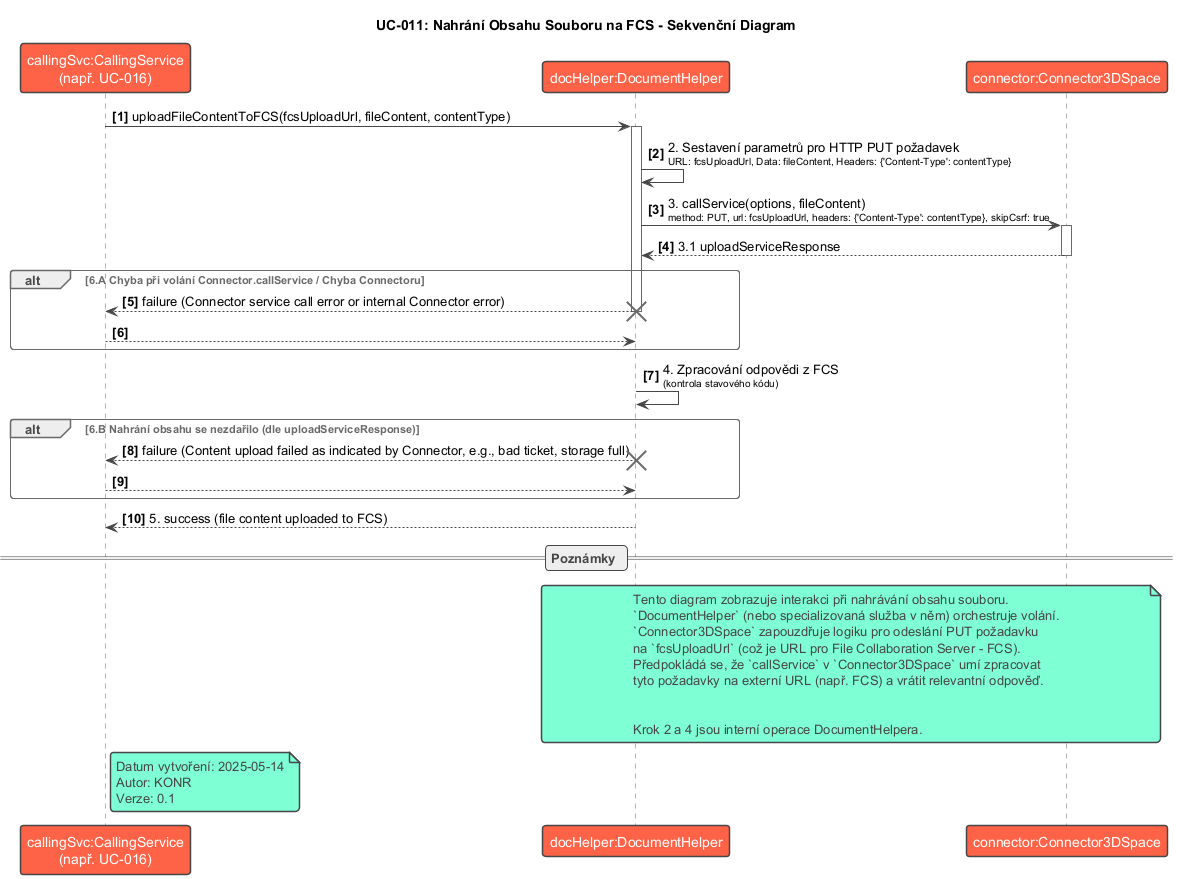 UC-011: Nahrání Obsahu Souboru na FCS - Sekvenční Diagram
callingSvc:CallingService
(např. UC-016)
docHelper:DocumentHelper
connector:Connector3DSpace
[1] uploadFileContentToFCS(fcsUploadUrl, fileContent, contentType)
[2] 2. Sestavení parametrů pro HTTP PUT požadavek
URL: fcsUploadUrl, Data: fileContent, Headers: {'Content-Type': contentType}
[3] 3. callService(options, fileContent)
method: PUT, url: fcsUploadUrl, headers: {'Content-Type': contentType}, skipCsrf: true
[4] 3.1 uploadServiceResponse
alt [6.A Chyba při volání Connector.callService / Chyba Connectoru]
[5] failure (Connector service call error or internal Connector error)
[6]
[7] 4. Zpracování odpovědi z FCS
(kontrola stavového kódu)
alt [6.B Nahrání obsahu se nezdařilo (dle uploadServiceResponse)]
[8] failure (Content upload failed as indicated by Connector, e.g., bad ticket, storage full)
[9]
[10] 5. success (file content uploaded to FCS)
Poznámky
Tento diagram zobrazuje interakci při nahrávání obsahu souboru.
`DocumentHelper` (nebo specializovaná služba v něm) orchestruje volání.
`Connector3DSpace` zapouzdřuje logiku pro odeslání PUT požadavku
na `fcsUploadUrl` (což je URL pro File Collaboration Server - FCS).
Předpokládá se, že `callService` v `Connector3DSpace` umí zpracovat
tyto požadavky na externí URL (např. FCS) a vrátit relevantní odpověď.
Krok 2 a 4 jsou interní operace DocumentHelpera.
Datum vytvoření: 2025-05-14
Autor: KONR
Verze: 0.1
callingSvc:CallingService
(např. UC-016)
docHelper:DocumentHelper
connector:Connector3DSpace